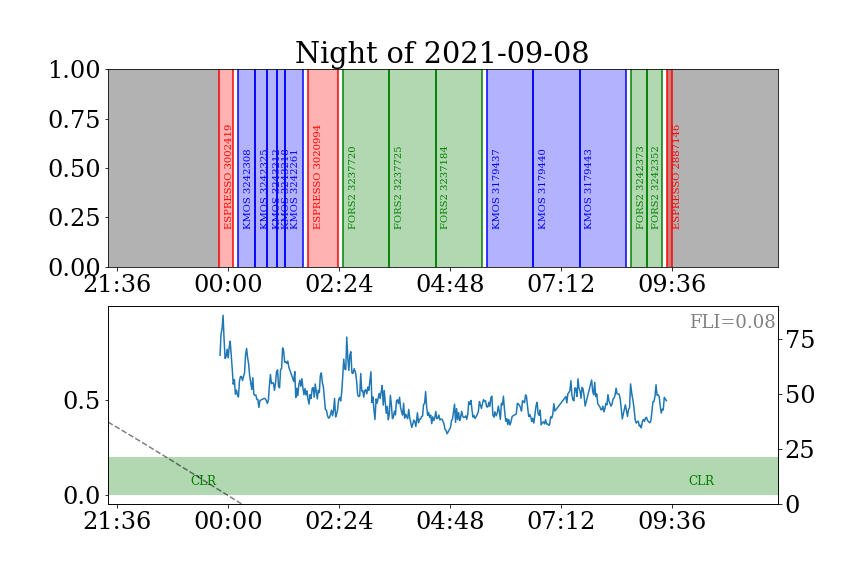 Night of 2021-09-08
1.00
0.75
0.50
0.25
0.00
ESPRESSO 3002419
KMOS 3242308
KMOS 3242325
KMOS
KMOS
KMOS 3242261
ESPRESSO 3020994
FORS2 3237720
FORS2 3237725
FORS2 3237184
KMOS 3179437
KMOS 3179440
KMOS 3179443
FORS2 3242373
FORS2 3242352
ESPRESSO 2887146
21:36 00:00 02:24 04:48 07:12 09:36
FLI=0.08
0.5
0.0
75
50
25
0
CLR CLR
21:36 00:00 02:24 04:48 07:12 09:36